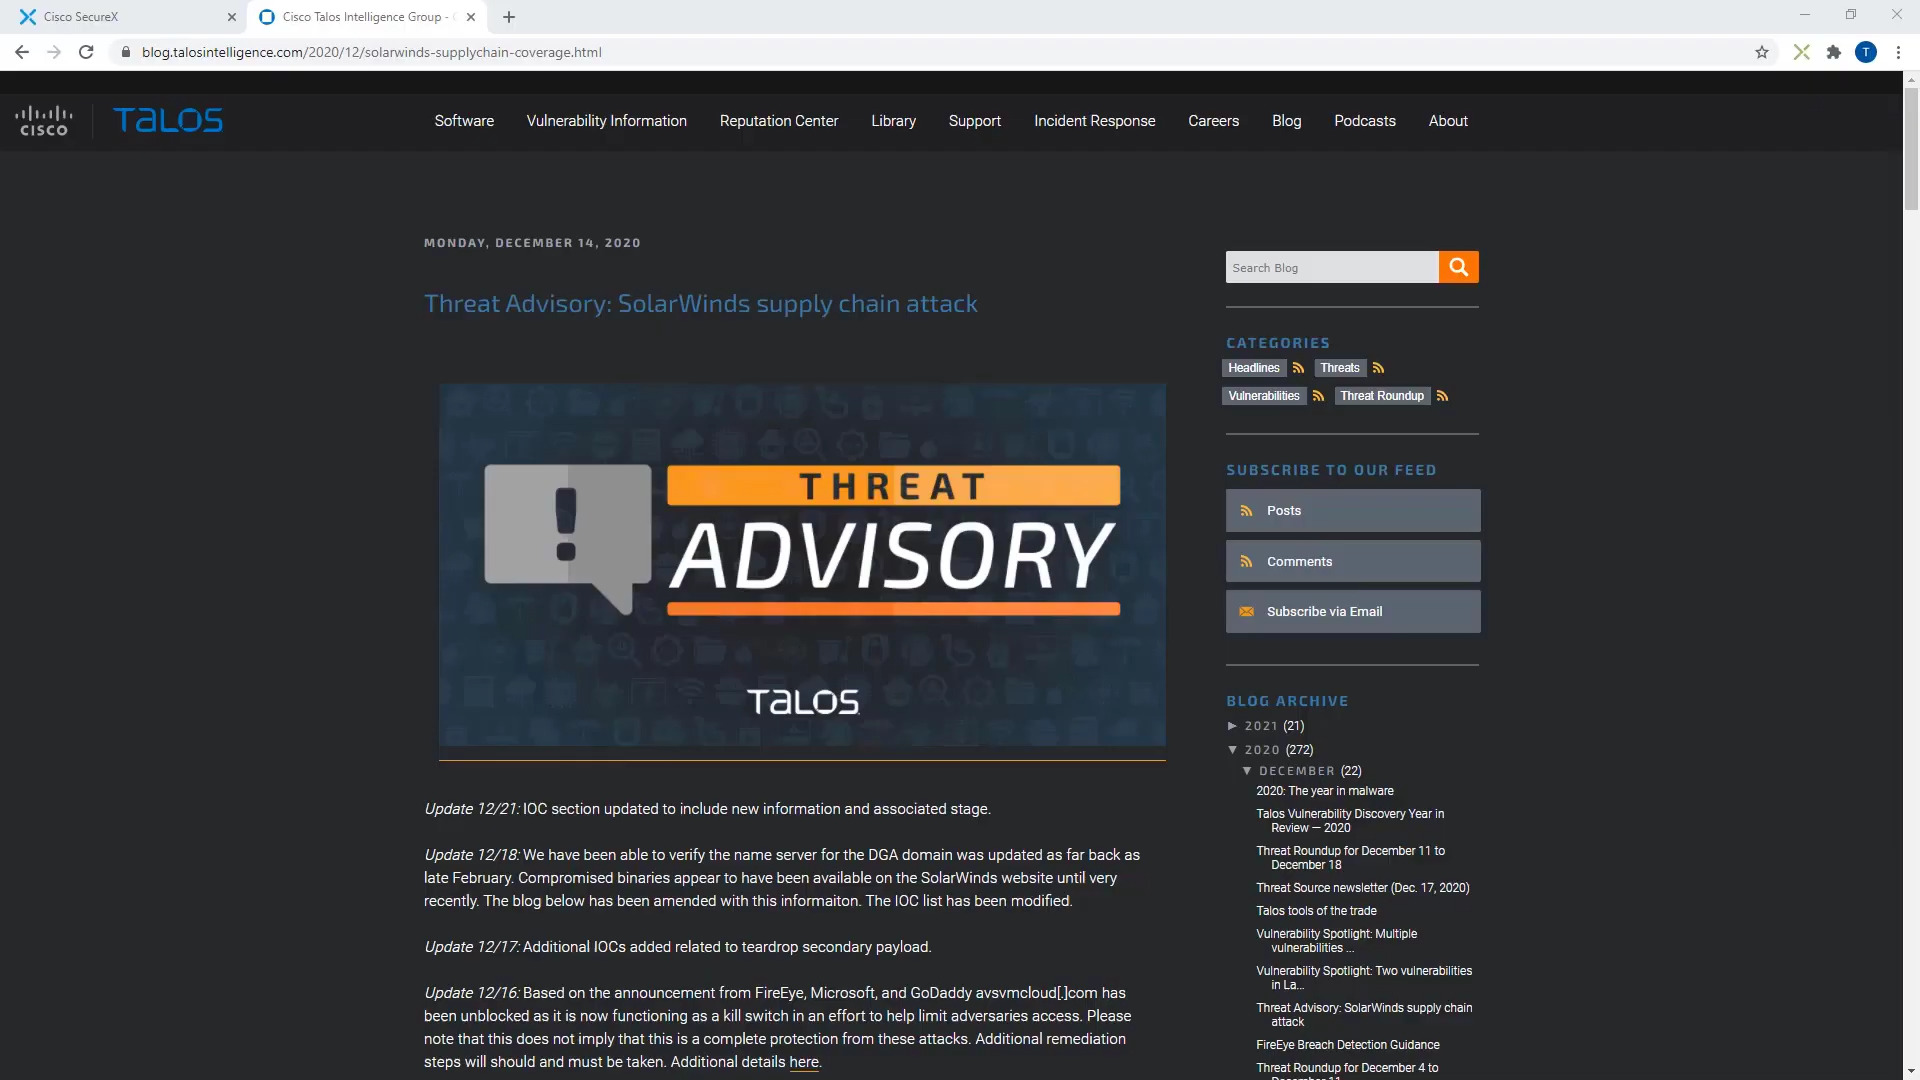 Cisco SecureX
Cisco Talos Intelligence Group -
blog.talosintelligence.com/2020/12/solarwinds-supplychain-coverage.html
T
CISCO
TALOS
Software Vulnerability Information Reputation Center Library Support Incident Response Careers Blog Podcasts About
MONDAY, DECEMBER 14, 2020
Threat Advisory: SolarWinds supply chain attack
THREAT
ADVISORY
TALOS
Update 12/21: IOC section updated to include new information and associated stage.
Update 12/18: We have been able to verify the name server for the DGA domain was updated as far back as
late February. Compromised binaries appear to have been available on the SolarWinds website until very
recently. The blog below has been amended with this informaiton. The IOC list has been modified.
Update 12/17: Additional IOCs added related to teardrop secondary payload.
Update 12/16: Based on the announcement from FireEye, Microsoft, and GoDaddy avsvmcloud[.]com has
been unblocked as it is now functioning as a kill switch in an effort to help limit adversaries access. Please
note that this does not imply that this is a complete protection from these attacks. Additional remediation
steps will should and must be taken. Additional details here.
Search Blog
CATEGORIES
Headlines Threats
Vulnerabilities Threat Roundup
SUBSCRIBE TO OUR FEED
Posts
Comments
Subscribe via Email
BLOG ARCHIVE
► 2021 (21)
▼ 2020 (272)
▼ DECEMBER (22)
2020: The year in malware
Talos Vulnerability Discovery Year in
Review — 2020
Threat Roundup for December 11 to
December 18
Threat Source newsletter (Dec. 17, 2020)
Talos tools of the trade
Vulnerability Spotlight: Multiple
vulnerabilities ...
Vulnerability Spotlight: Two vulnerabilities
in La...
Threat Advisory: SolarWinds supply chain
attack
FireEye Breach Detection Guidance
Threat Roundup for December 4 to